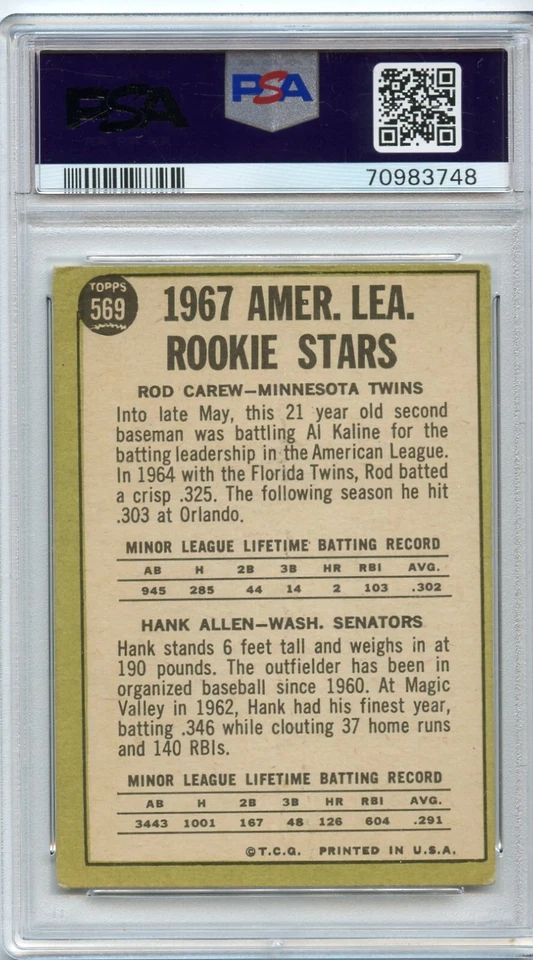 PSA PSA
70983748
TOPPS
569
1967 AMER. LEA.
ROOKIE STARS
ROD CAREW—MINNESOTA TWINS
Into late May, this 21 year old second
baseman was battling Al Kaline for the
batting leadership in the American League.
In 1964 with the Florida Twins, Rod batted
a crisp .325. The following season he hit
.303 at Orlando.
MINOR LEAGUE LIFETIME BATTING RECORD
AB H 2B 3B HR RBI AVG.
945 285 44 14 2 103 .302
HANK ALLEN—WASH. SENATORS
Hank stands 6 feet tall and weighs in at
190 pounds. The outfielder has been in
organized baseball since 1960. At Magic
Valley in 1962, Hank had his finest year,
batting .346 while clouting 37 home runs
and 140 RBIs.
MINOR LEAGUE LIFETIME BATTING RECORD
AB H 2B 3B HR RBI AVG.
3443 1001 167 48 126 604 .291
©T.C.G. PRINTED IN U.S.A.